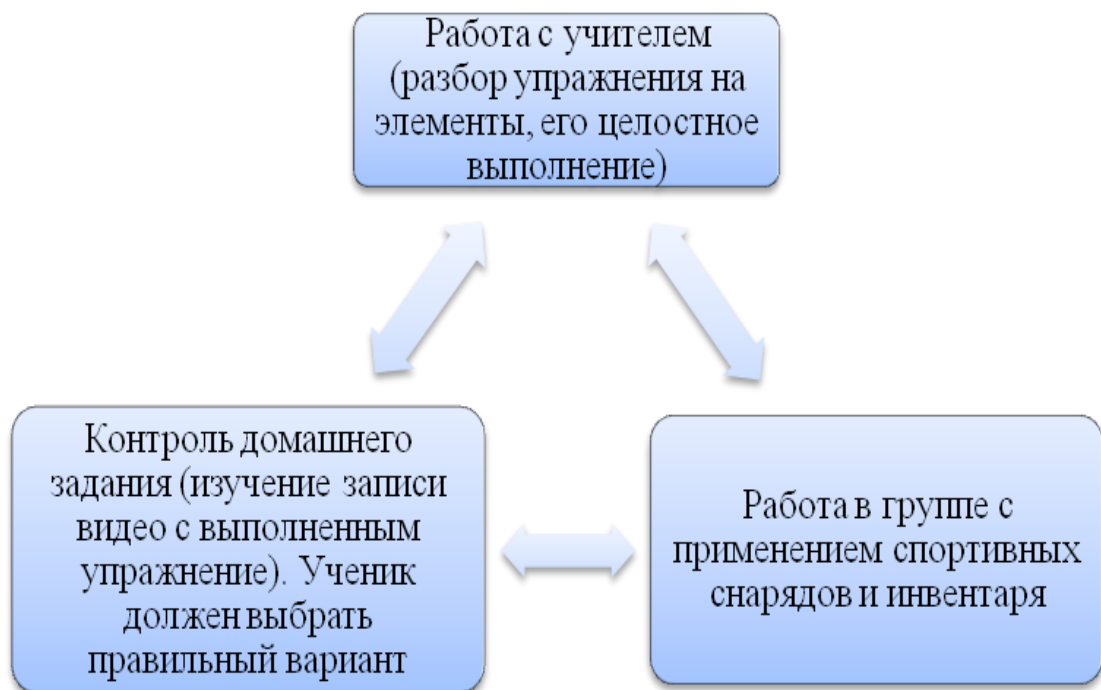 Работа с учителем
(разбор упражнения на
элементы, его целостное
выполнение)
Контроль домашнего
задания (изучение записи
видео с выполненным
упражнение). Ученик
должен выбрать
правильный вариант
Работа в группе с
применением спортивных
снарядов и инвентаря